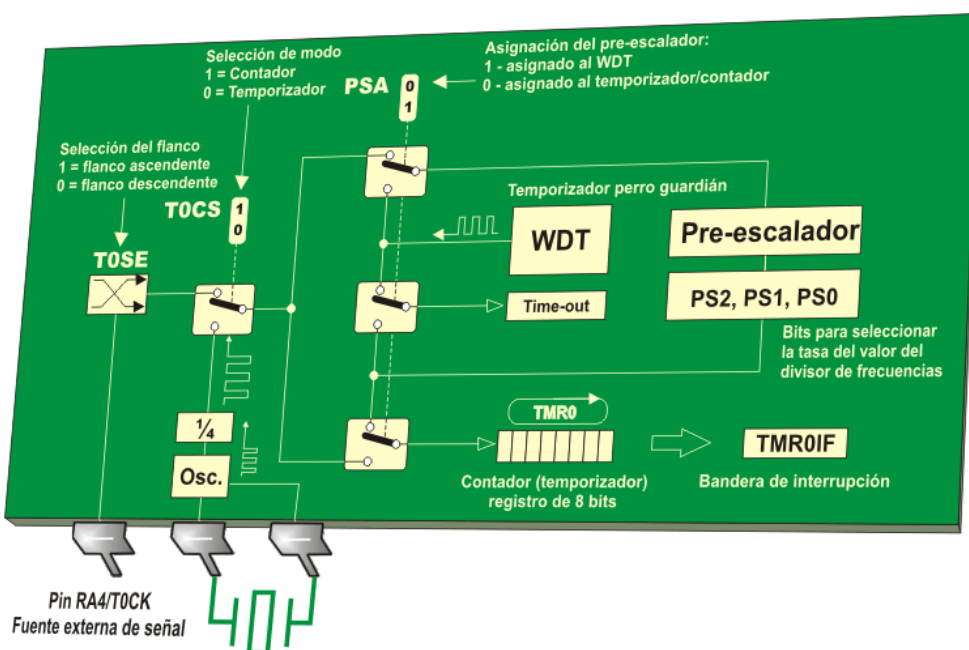 Selección de modo
1 = Contador
0 = Temporizador
Asignación del pre-escalador:
1 - asignado al WDT
0 - asignado al temporizador/contador
PSA
0
1
Selección del flanco
1 = flanco ascendente
0 = flanco descendente
T0CS
1
0
T0SE
Temporizador perro guardián
WDT
Pre-escalador
Time-out
PS2, PS1, PS0
Bits para seleccionar
la tasa del valor del
divisor de frecuencias
¼
Osc.
TMR0
Contador (temporizador)
registro de 8 bits
TMR0IF
Bandera de interrupción
Pin RA4/T0CK
Fuente externa de señal